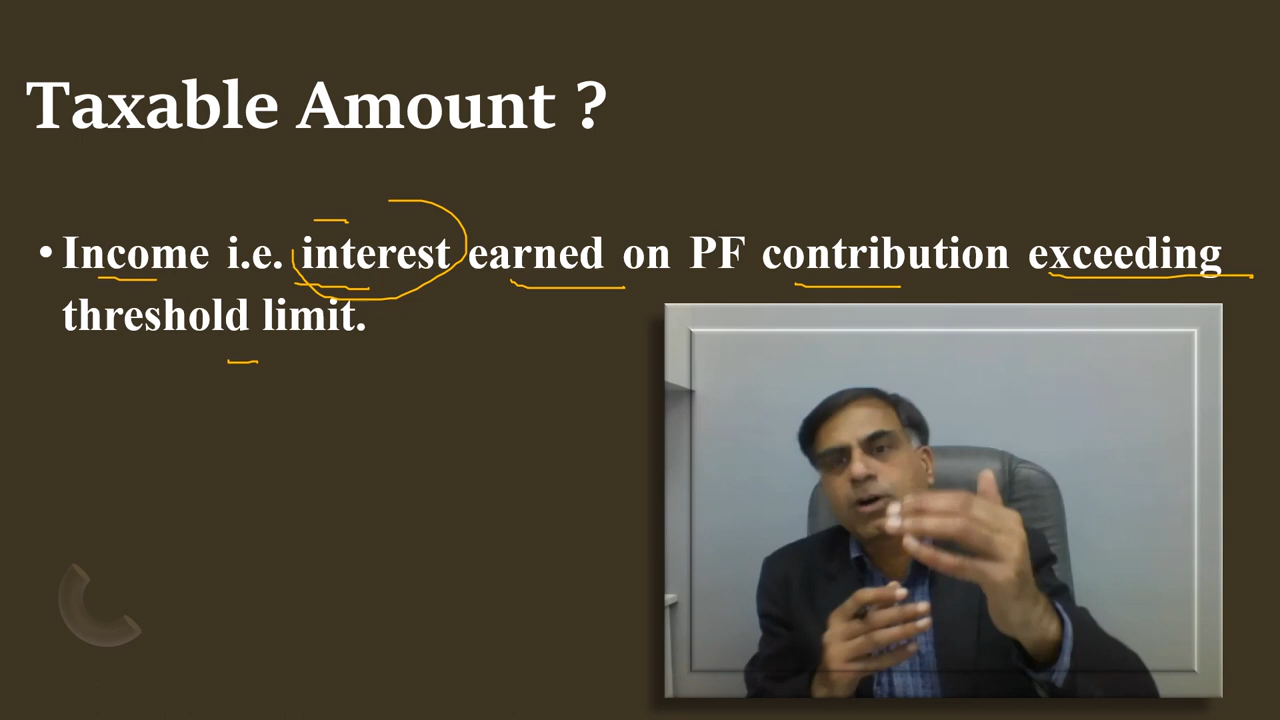 Taxable Amount ?
• Income i.e. interest earned on PF contribution exceeding
threshold limit.